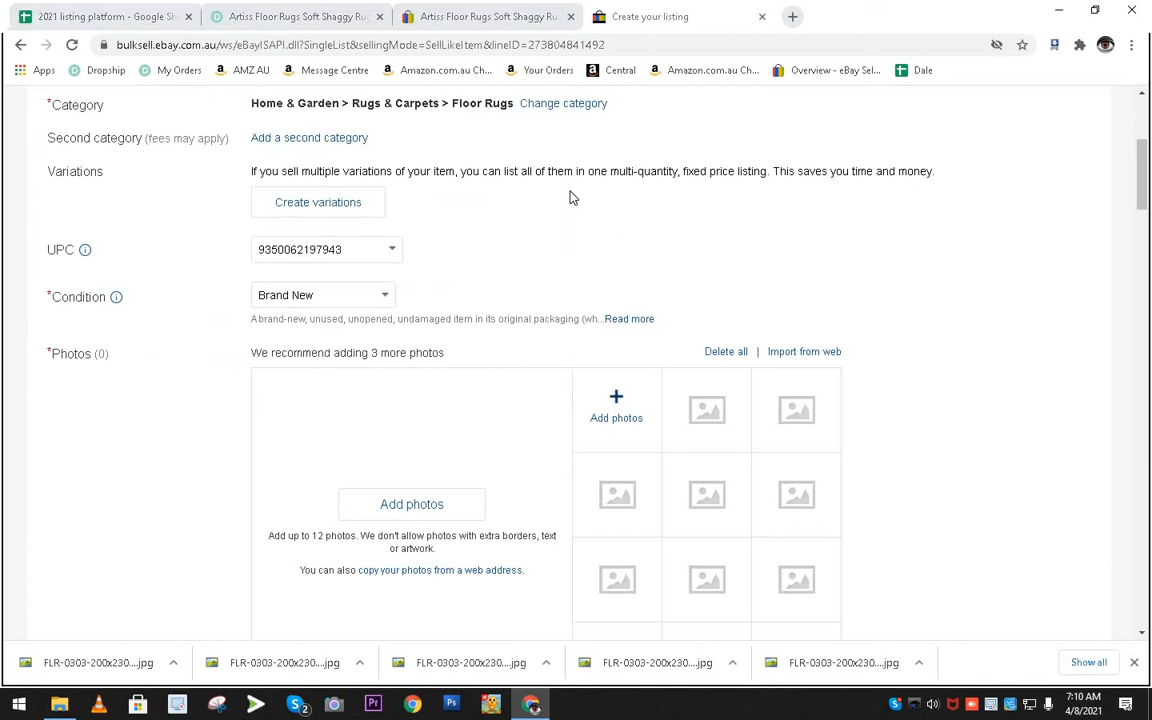 2021 listing platform - Google Sh
Artiss Floor Rugs Soft Shaggy Ru
Artiss Floor Rugs Soft Shaggy Ru
Create your listing
bulksell.ebay.com.au/ws/eBayISAPI.dll?SingleList&sellingMode=SellLikeItem&lineID=273804841492
Apps
Dropship
My Orders
AMZ AU
Message Centre
Amazon.com.au Ch...
Your Orders
Central
Amazon.com.au Ch...
Overview - eBay Sel...
Dale
*Category
Home & Garden > Rugs & Carpets > Floor Rugs Change category
Second category (fees may apply)
Add a second category
Variations
If you sell multiple variations of your item, you can list all of them in one multi-quantity, fixed price listing. This saves you time and money.
Create variations
UPC
9350062197943
*Condition
Brand New
A brand-new, unused, unopened, undamaged item in its original packaging (wh...Read more
*Photos (0)
We recommend adding 3 more photos
Delete all | Import from web
+
Add photos
Add photos
Add up to 12 photos. We don't allow photos with extra borders, text
or artwork.
You can also copy your photos from a web address.
FLR-0303-200x230....jpg
FLR-0303-200x230....jpg
FLR-0303-200x230....jpg
FLR-0303-200x230....jpg
FLR-0303-200x230....jpg
Show all
7:10 AM
4/8/2021